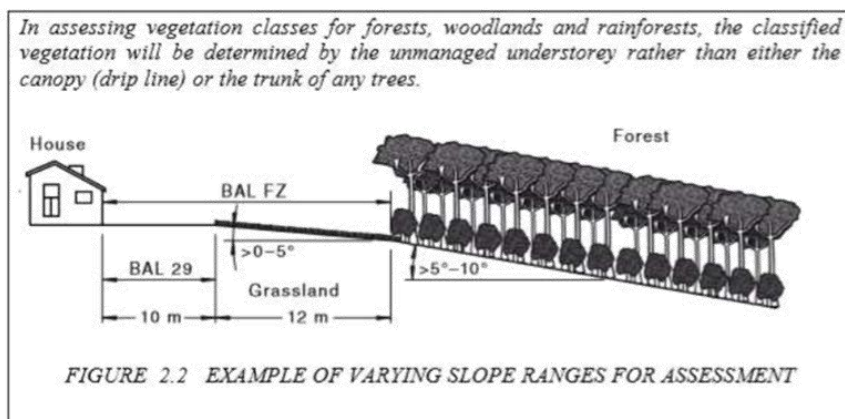 In assessing vegetation classes for forests, woodlands and rainforests, the classified
vegetation will be determined by the unmanaged understorey rather than either the
canopy (drip line) or the trunk of any trees.
House
Forest
BAL FZ
>0–5°
BAL 29
>5°–10°
Grassland
10 m
12 m
FIGURE 2.2 EXAMPLE OF VARYING SLOPE RANGES FOR ASSESSMENT